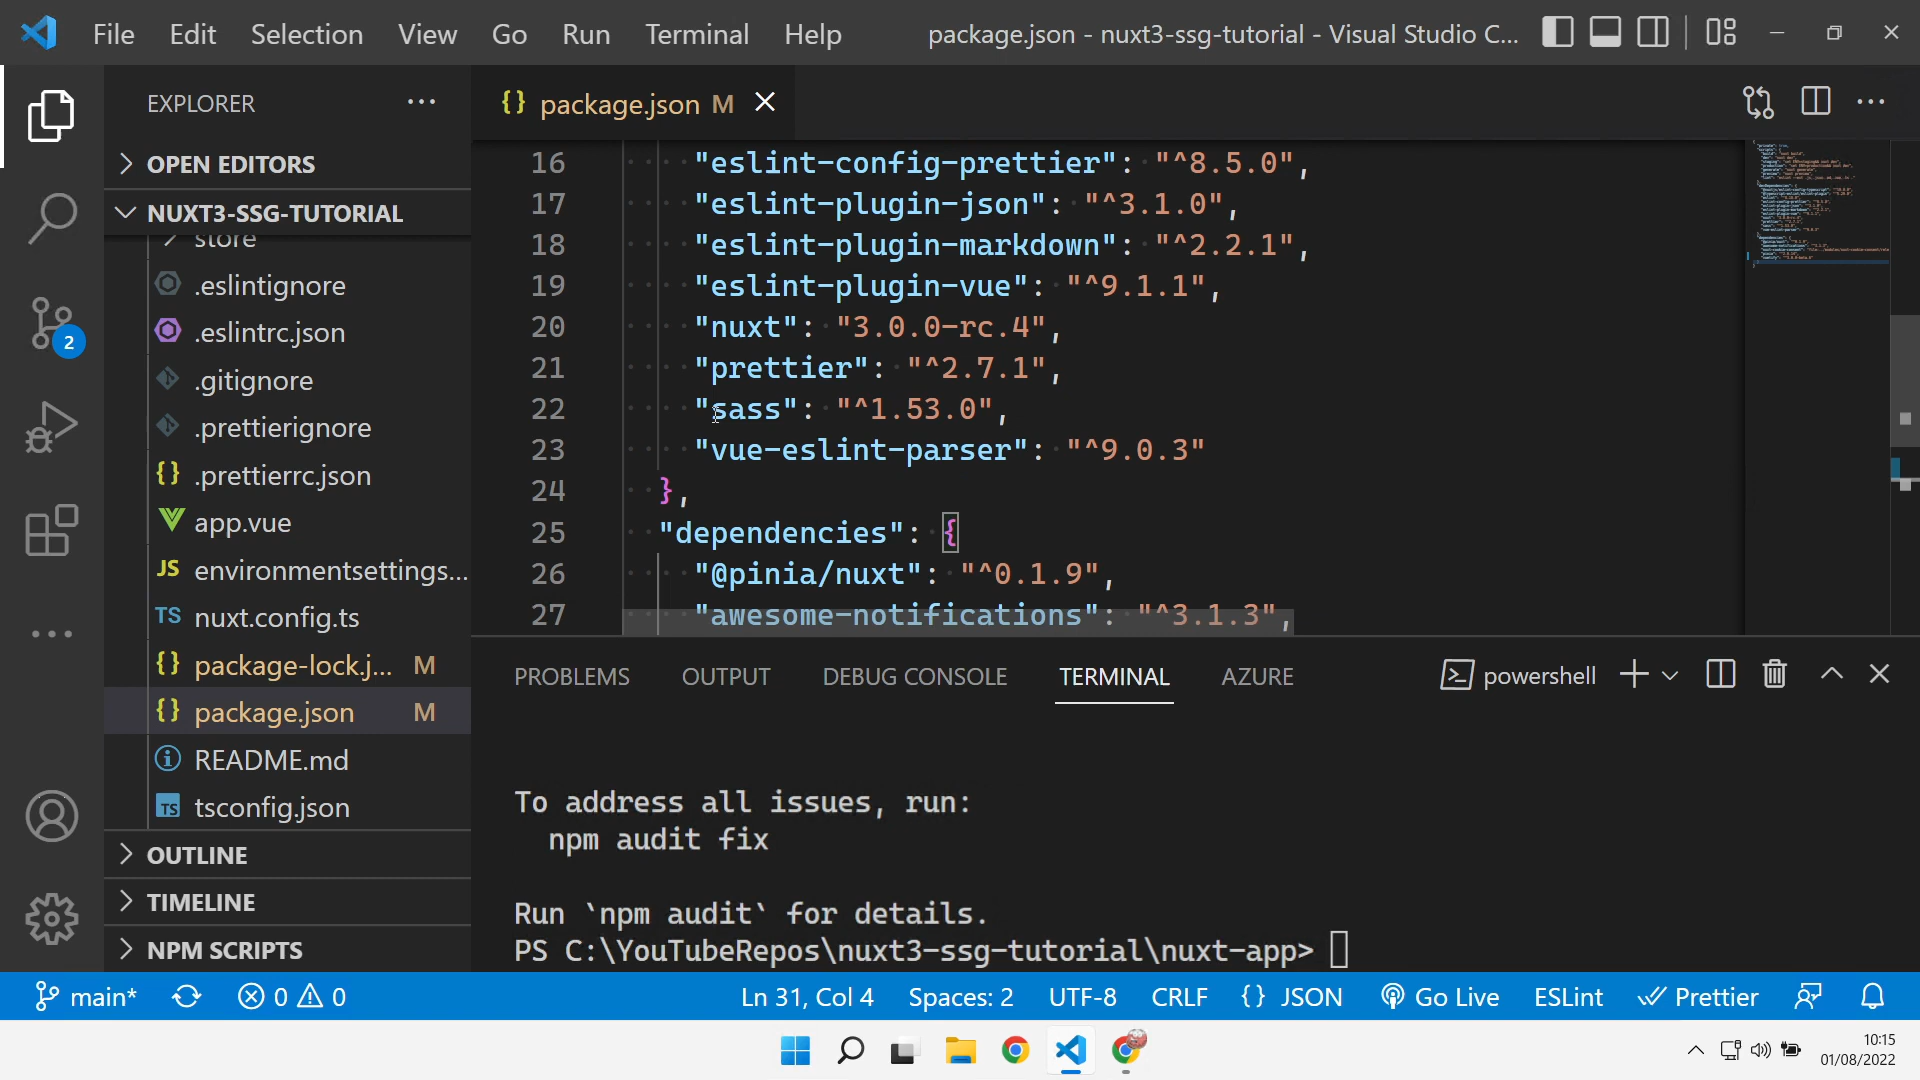 File Edit Selection View Go Run Terminal Help
package.json - nuxt3-ssg-tutorial - Visual Studio C...
EXPLORER
OPEN EDITORS
NUXT3-SSG-TUTORIAL
store
.eslintignore
.eslintrc.json
.gitignore
.prettierignore
{} .prettierrc.json
app.vue
JS environmentsettings...
TS nuxt.config.ts
{} package-lock.j... M
{} package.json M
README.md
TS tsconfig.json
OUTLINE
TIMELINE
NPM SCRIPTS
2
{} package.json M
16 "eslint-config-prettier": "^8.5.0",
17 "eslint-plugin-json": "^3.1.0",
18 "eslint-plugin-markdown": "^2.2.1",
19 "eslint-plugin-vue": "^9.1.1",
20 "nuxt": "3.0.0-rc.4",
21 "prettier": "^2.7.1",
22 "sass": "^1.53.0",
23 "vue-eslint-parser": "^9.0.3"
24 },
25 "dependencies": {
26 "@pinia/nuxt": "^0.1.9",
27 "awesome-notifications": "^3.1.3",
PROBLEMS OUTPUT DEBUG CONSOLE TERMINAL AZURE
powershell
To address all issues, run:
npm audit fix
Run `npm audit` for details.
PS C:\YouTubeRepos\nuxt3-ssg-tutorial\nuxt-app>
main* 0 0 Ln 31, Col 4 Spaces: 2 UTF-8 CRLF {} JSON Go Live ESLint Prettier
10:15
01/08/2022